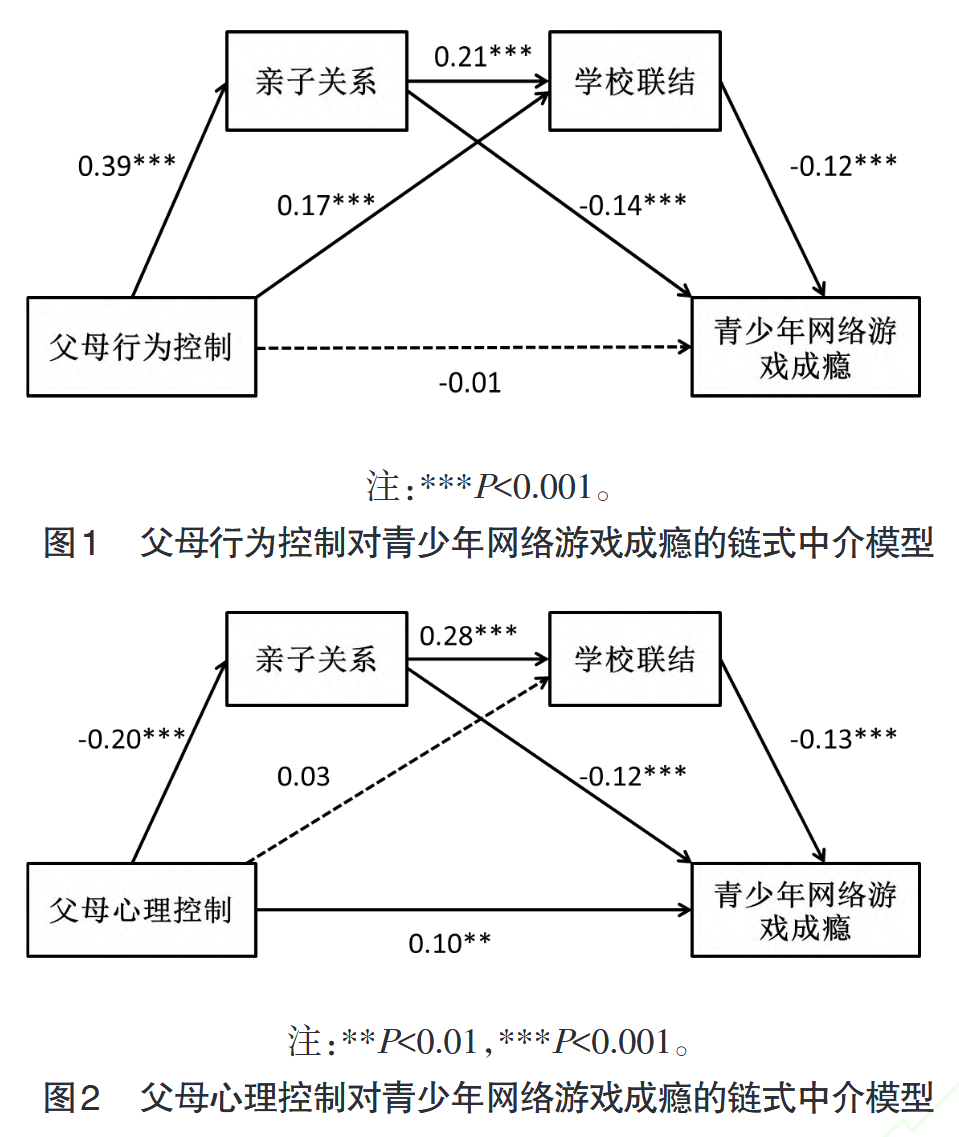 亲子关系
0.21***
学校联结
0.39***
0.17***
-0.14***
-0.12***
父母行为控制
-0.01
青少年网络游
戏成瘾
注:***P<0.001。
图1 父母行为控制对青少年网络游戏成瘾的链式中介模型
亲子关系
0.28***
学校联结
-0.20***
0.03
-0.12***
-0.13***
父母心理控制
0.10**
青少年网络游
戏成瘾
注:**P<0.01,***P<0.001。
图2 父母心理控制对青少年网络游戏成瘾的链式中介模型